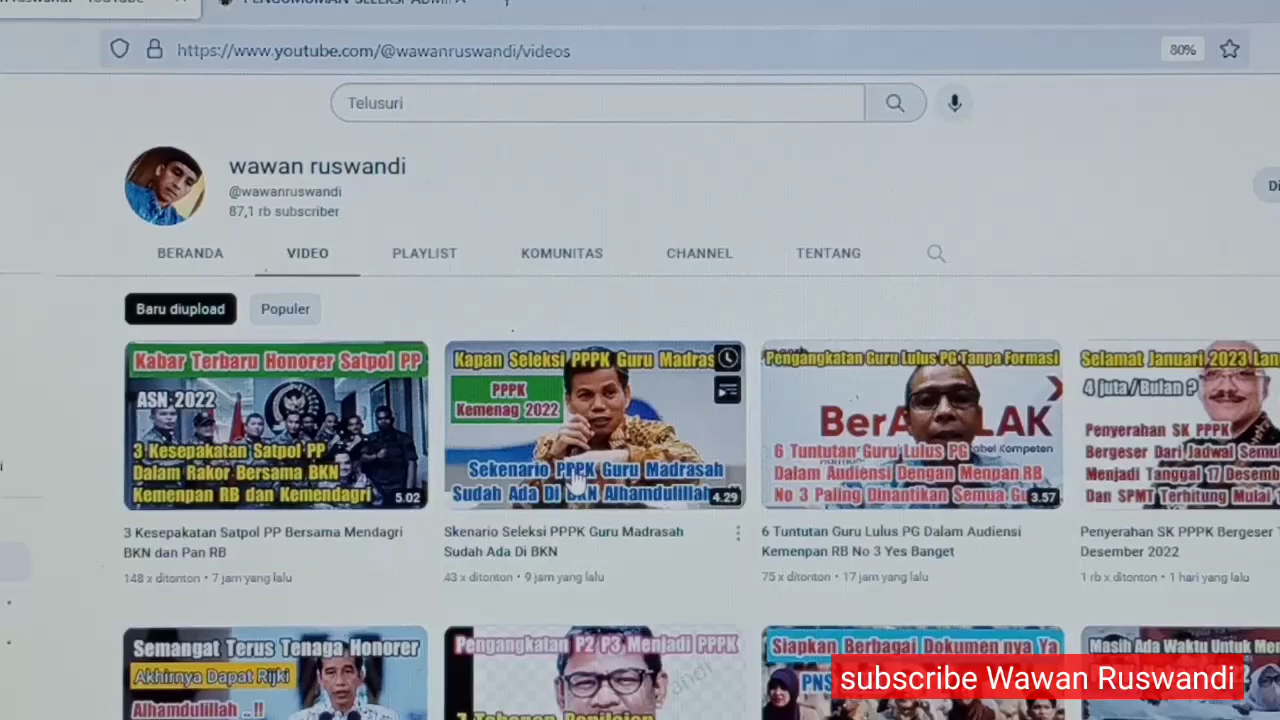 https://www.youtube.com/@wawanruswandi/videos
80%
Telusuri
wawan ruswandi
@wawanruswandi
87,1 rb subscriber
BERANDA VIDEO PLAYLIST KOMUNITAS CHANNEL TENTANG
Baru diupload Populer
Kabar Terbaru Honorer Satpol PP
ASN 2022
3 Kesepakatan Satpol PP
Dalam Rakor Bersama BKN
Kemenpan RB dan Kemendagri
5.02
3 Kesepakatan Satpol PP Bersama Mendagri
BKN dan Pan RB
148 x ditonton • 7 jam yang lalu
Kapan Seleksi PPPK Guru Madras
PPPK
Kemenag 2022
Sekenario PPPK Guru Madrasah
Sudah Ada Di BKN Alhamdulillal
4.29
Skenario Seleksi PPPK Guru Madrasah
Sudah Ada Di BKN
43 x ditonton • 9 jam yang lalu
Pengangkatan Guru Lulus PG Tanpa Formasi
BerA LAK
6 Tuntutan Guru Lulus PG
Dalam Audiensi Dengan Menpan RB
No 3 Paling Dinantikan Semua Gu
3.57
6 Tuntutan Guru Lulus PG Dalam Audiensi
Kemenpan RB No 3 Yes Banget
75 x ditonton • 17 jam yang lalu
Selamat Januari 2023 Lan
4 juta/Bulan ?
Penyerahan SK PPPK
Bergeser Dari Jadwal Semu
Menjadi Tanggal 17 Desem
Dan SPMT Terhitung Mulai
Penyerahan SK PPPK Bergeser
Desember 2022
1 rb x ditonton • 1 hari yang lalu
Semangat Terus Tenaga Honorer
Akhirnya Dapat Rijki
Alhamdulillah ..!!
Pengangkatan P2 / P3 Menjadi PPPK
7 Tahapan Penilaian
Siapkan Berbagai Dokumen nya Ya
PNS
Masih Ada Waktu Untuk Men
subscribe Wawan Ruswandi